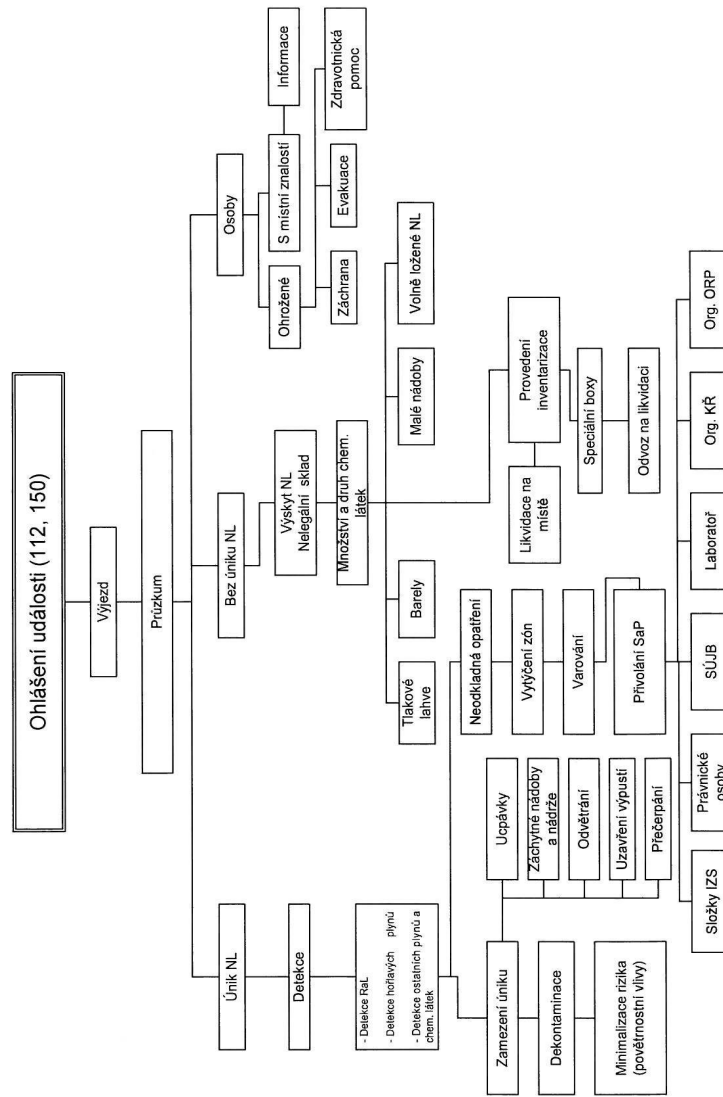 Ohlášení události (112, 150)
Výjezd
Průzkum
Únik NL
Bez úniku NL
Osoby
Detekce
Výskyt NL
Nelegální sklad
Ohrožené
S místní znalostí
Informace
- Detekce RaL
- Detekce hořlavých plynů
- Detekce ostatních plynů a
chem. látek
Množství a druh chem.
látek
Záchrana
Evakuace
Zdravotnická
pomoc
Tlakové
lahve
Barely
Malé nádoby
Volně ložené NL
Zamezení úniku
Ucpávky
Záchytné nádoby
a nádrže
Odvětrání
Uzavření výpustí
Přečerpání
Dekontaminace
Minimalizace rizika
(povětrnostní vlivy)
Neodkladná opatření
Vytýčení zón
Varování
Přivolání SaP
Likvidace na
místě
Provedení
inventarizace
Speciální boxy
Odvoz na likvidaci
Složky IZS
Právnické
osoby
SÚJB
Laboratoř
Org. KŘ
Org. ORP